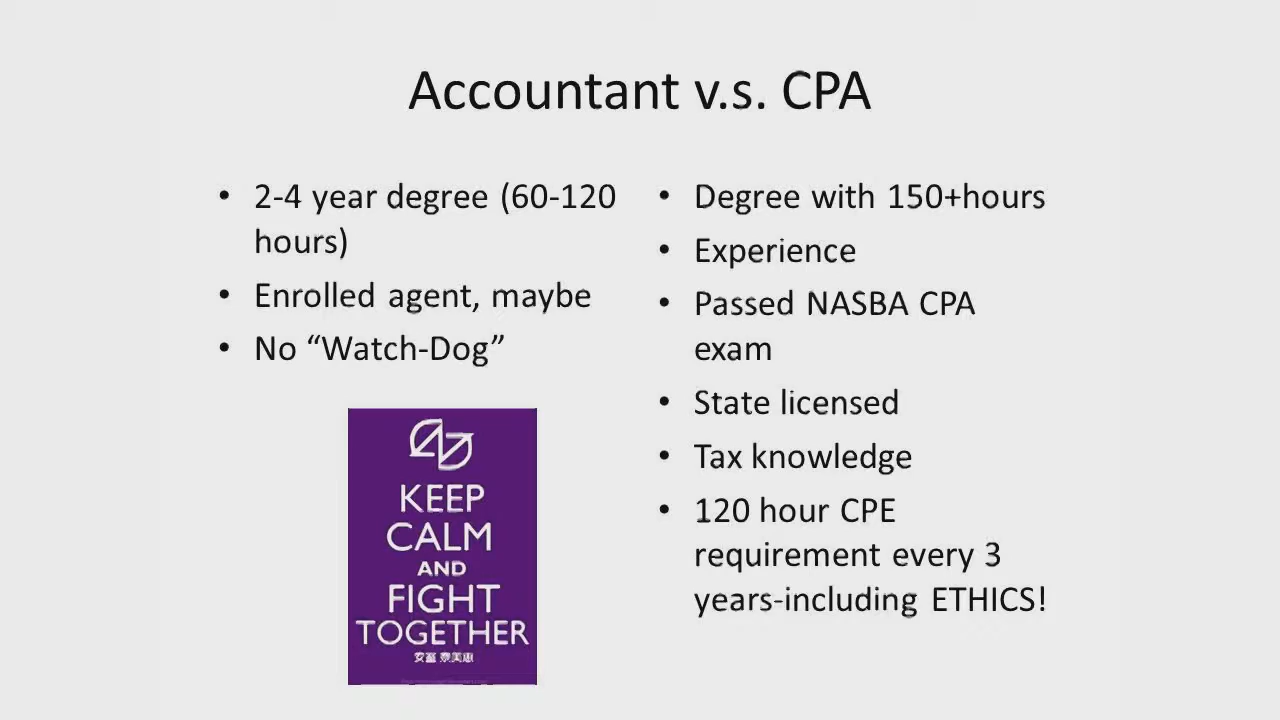 Accountant v.s. CPA
• 2-4 year degree (60-120
hours)
• Enrolled agent, maybe
• No “Watch-Dog”
KEEP
CALM
AND
FIGHT
TOGETHER
• Degree with 150+hours
• Experience
• Passed NASBA CPA
exam
• State licensed
• Tax knowledge
• 120 hour CPE
requirement every 3
years-including ETHICS!